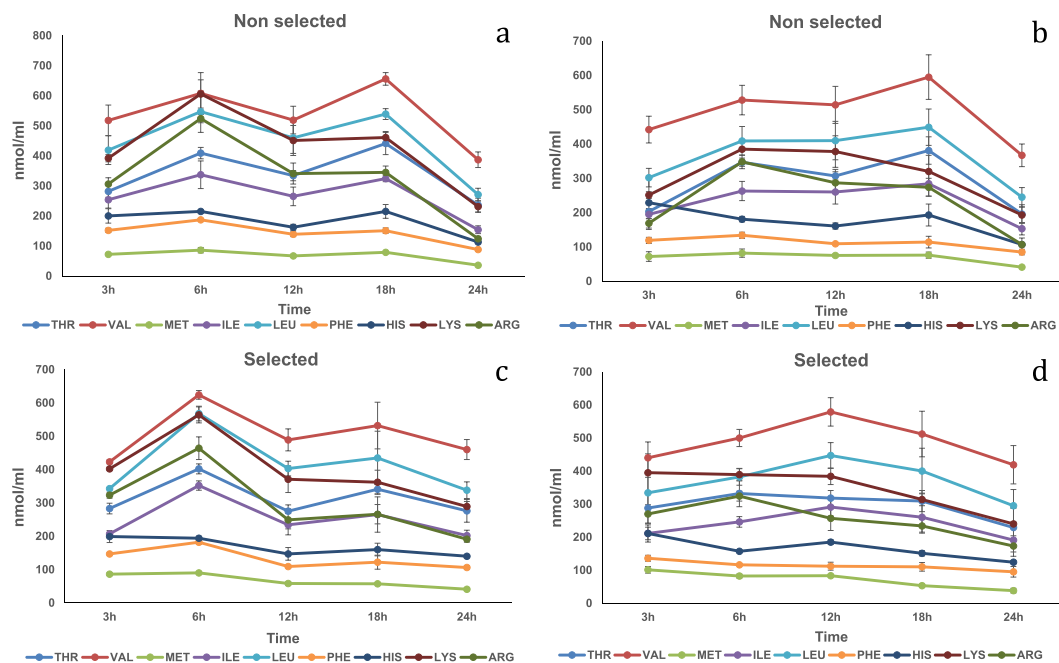 Non selected
a
800
700
600
500
400
300
200
100
0
nmol/ml
3h 6h 12h 18h 24h
Time
THR VAL MET ILE LEU PHE HIS LYS ARG
Non selected
b
700
600
500
400
300
200
100
0
nmol/ml
3h 6h 12h 18h 24h
Time
THR VAL MET ILE LEU PHE HIS LYS ARG
Selected
c
700
600
500
400
300
200
100
0
nmol/ml
3h 6h 12h 18h 24h
Time
THR VAL MET ILE LEU PHE HIS LYS ARG
Selected
d
700
600
500
400
300
200
100
0
nmol/ml
3h 6h 12h 18h 24h
Time
THR VAL MET ILE LEU PHE HIS LYS ARG